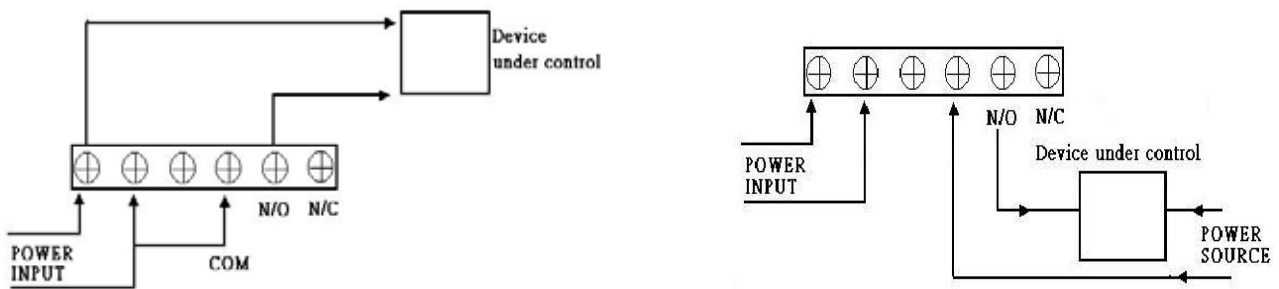 Device
under control
N/O N/C
POWER
INPUT
COM
N/O N/C
Device under control
POWER
INPUT
POWER
SOURCE